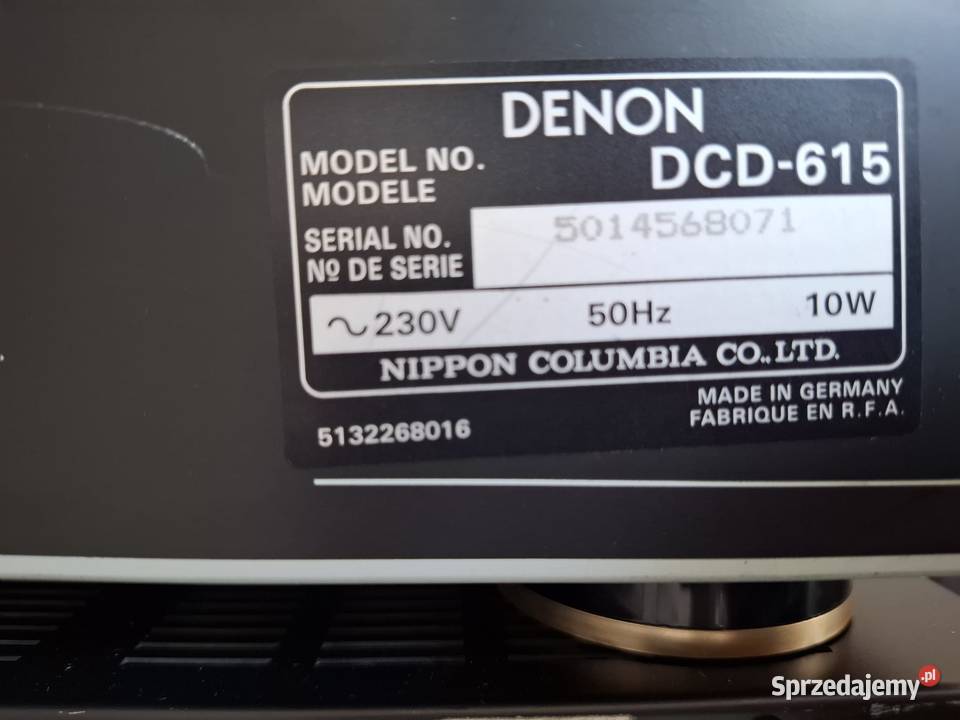 DENON
MODEL NO. DCD-615
MODELE
SERIAL NO. 5014568071
Nº DE SERIE
~230V 50Hz 10W
NIPPON COLUMBIA CO.,LTD.
MADE IN GERMANY
FABRIQUE EN R.F.A.
5132268016
Sprzedajemy.pl